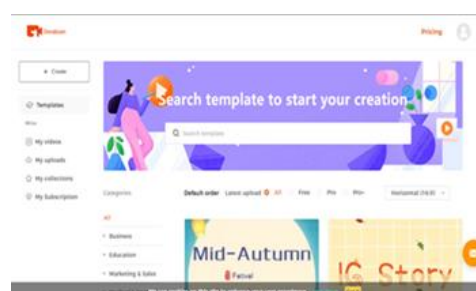 Pricing
+ Create
Templates
Search template to start your creation
Search template
My videos
My uploads
My collections
My Subscription
Categories
Default order Latest upload All Free Pro Pro+ Horizontal (16:9)
All
Business
Education
Marketing & Sales
Mid-Autumn
Fatival
IG Story